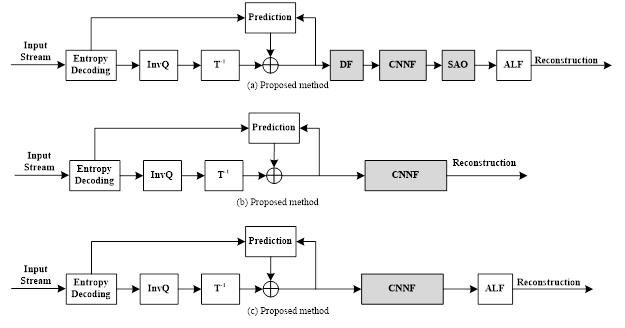 Prediction
Input
Stream
Entropy
Decoding
InvQ
T⁻¹
DF
CNNF
SAO
ALF
Reconstruction
(a) Proposed method
Prediction
Input
Stream
Entropy
Decoding
InvQ
T⁻¹
CNNF
Reconstruction
(b) Proposed method
Prediction
Input
Stream
Entropy
Decoding
InvQ
T⁻¹
CNNF
ALF
Reconstruction
(c) Proposed method